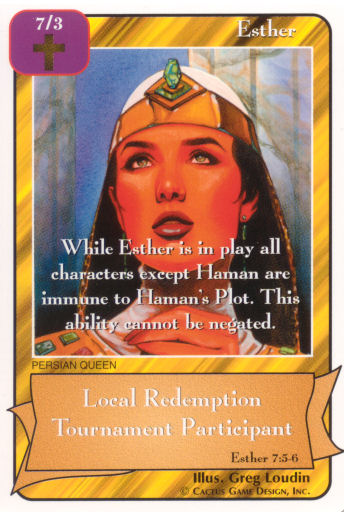 7/3
Esther
While Esther is in play all
characters except Haman are
immune to Haman's Plot. This
ability cannot be negated.
PERSIAN QUEEN
Local Redemption
Tournament Participant
Esther 7:5-6
Illus. Greg Loudin
© CACTUS GAME DESIGN, INC.